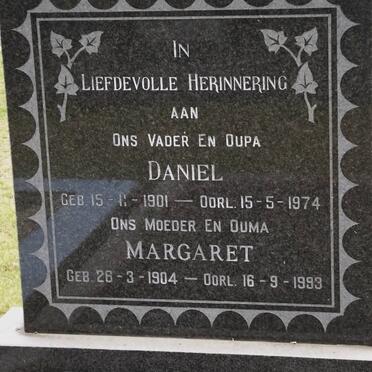 IN
LIEFDEVOLLE HERINNERING
AAN
ONS VADER EN OUPA
DANIEL
GEB. 15-11-1901 — OORL. 15-5-1974
ONS MOEDER EN OUMA
MARGARET
GEB. 26-3-1904 — OORL. 16-9-1993